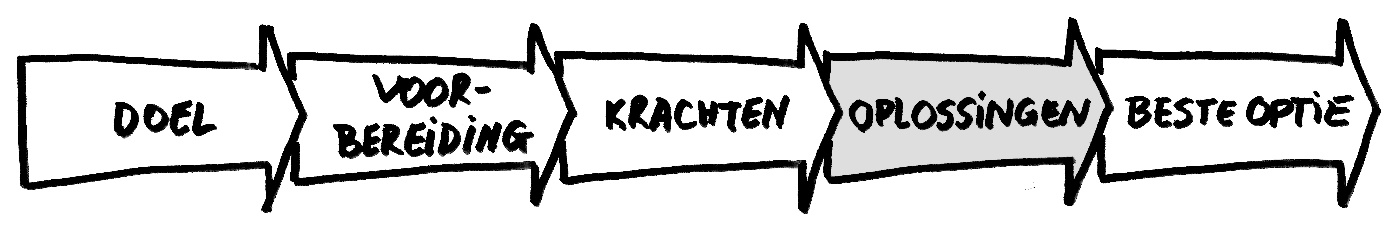 DOEL
VOOR-
BEREIDING
KRACHTEN
OPLOSSINGEN
BESTE OPTIE